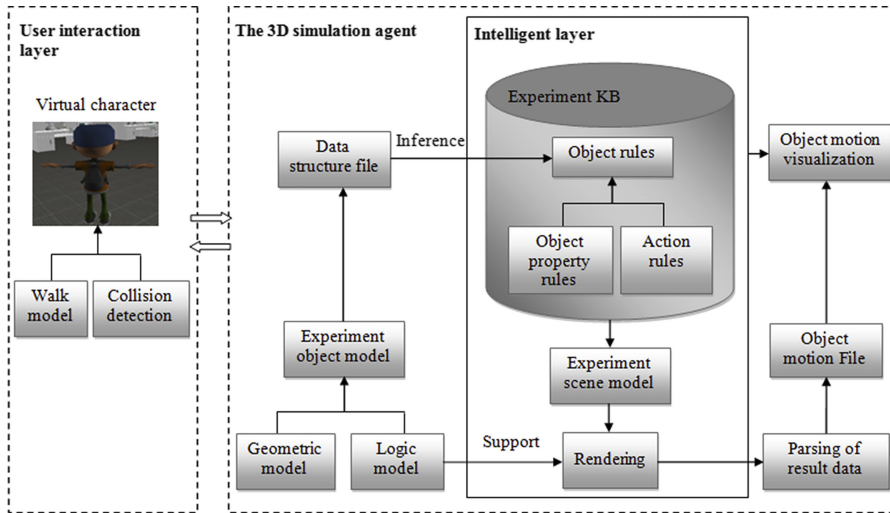 User interaction
layer
Virtual character
Walk
model
Collision
detection
The 3D simulation agent
Data
structure file
Inference
Experiment
object model
Geometric
model
Logic
model
Support
Intelligent layer
Experiment KB
Object rules
Object
property
rules
Action
rules
Experiment
scene model
Rendering
Object motion
visualization
Object
motion File
Parsing of
result data